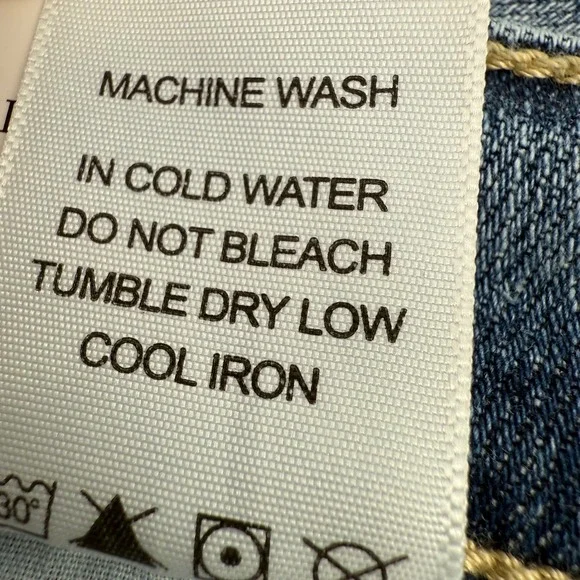 MACHINE WASH
IN COLD WATER
DO NOT BLEACH
TUMBLE DRY LOW
COOL IRON
30°